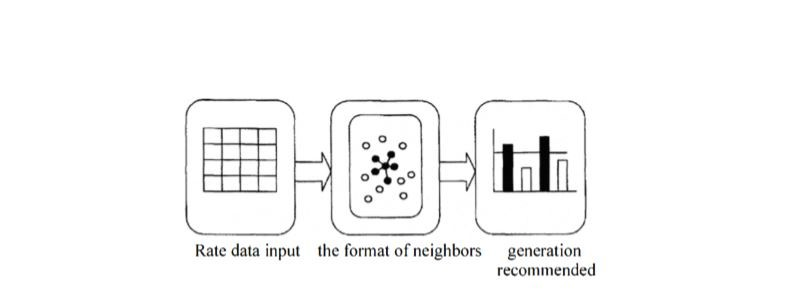 Rate data input the format of neighbors generation
recommended